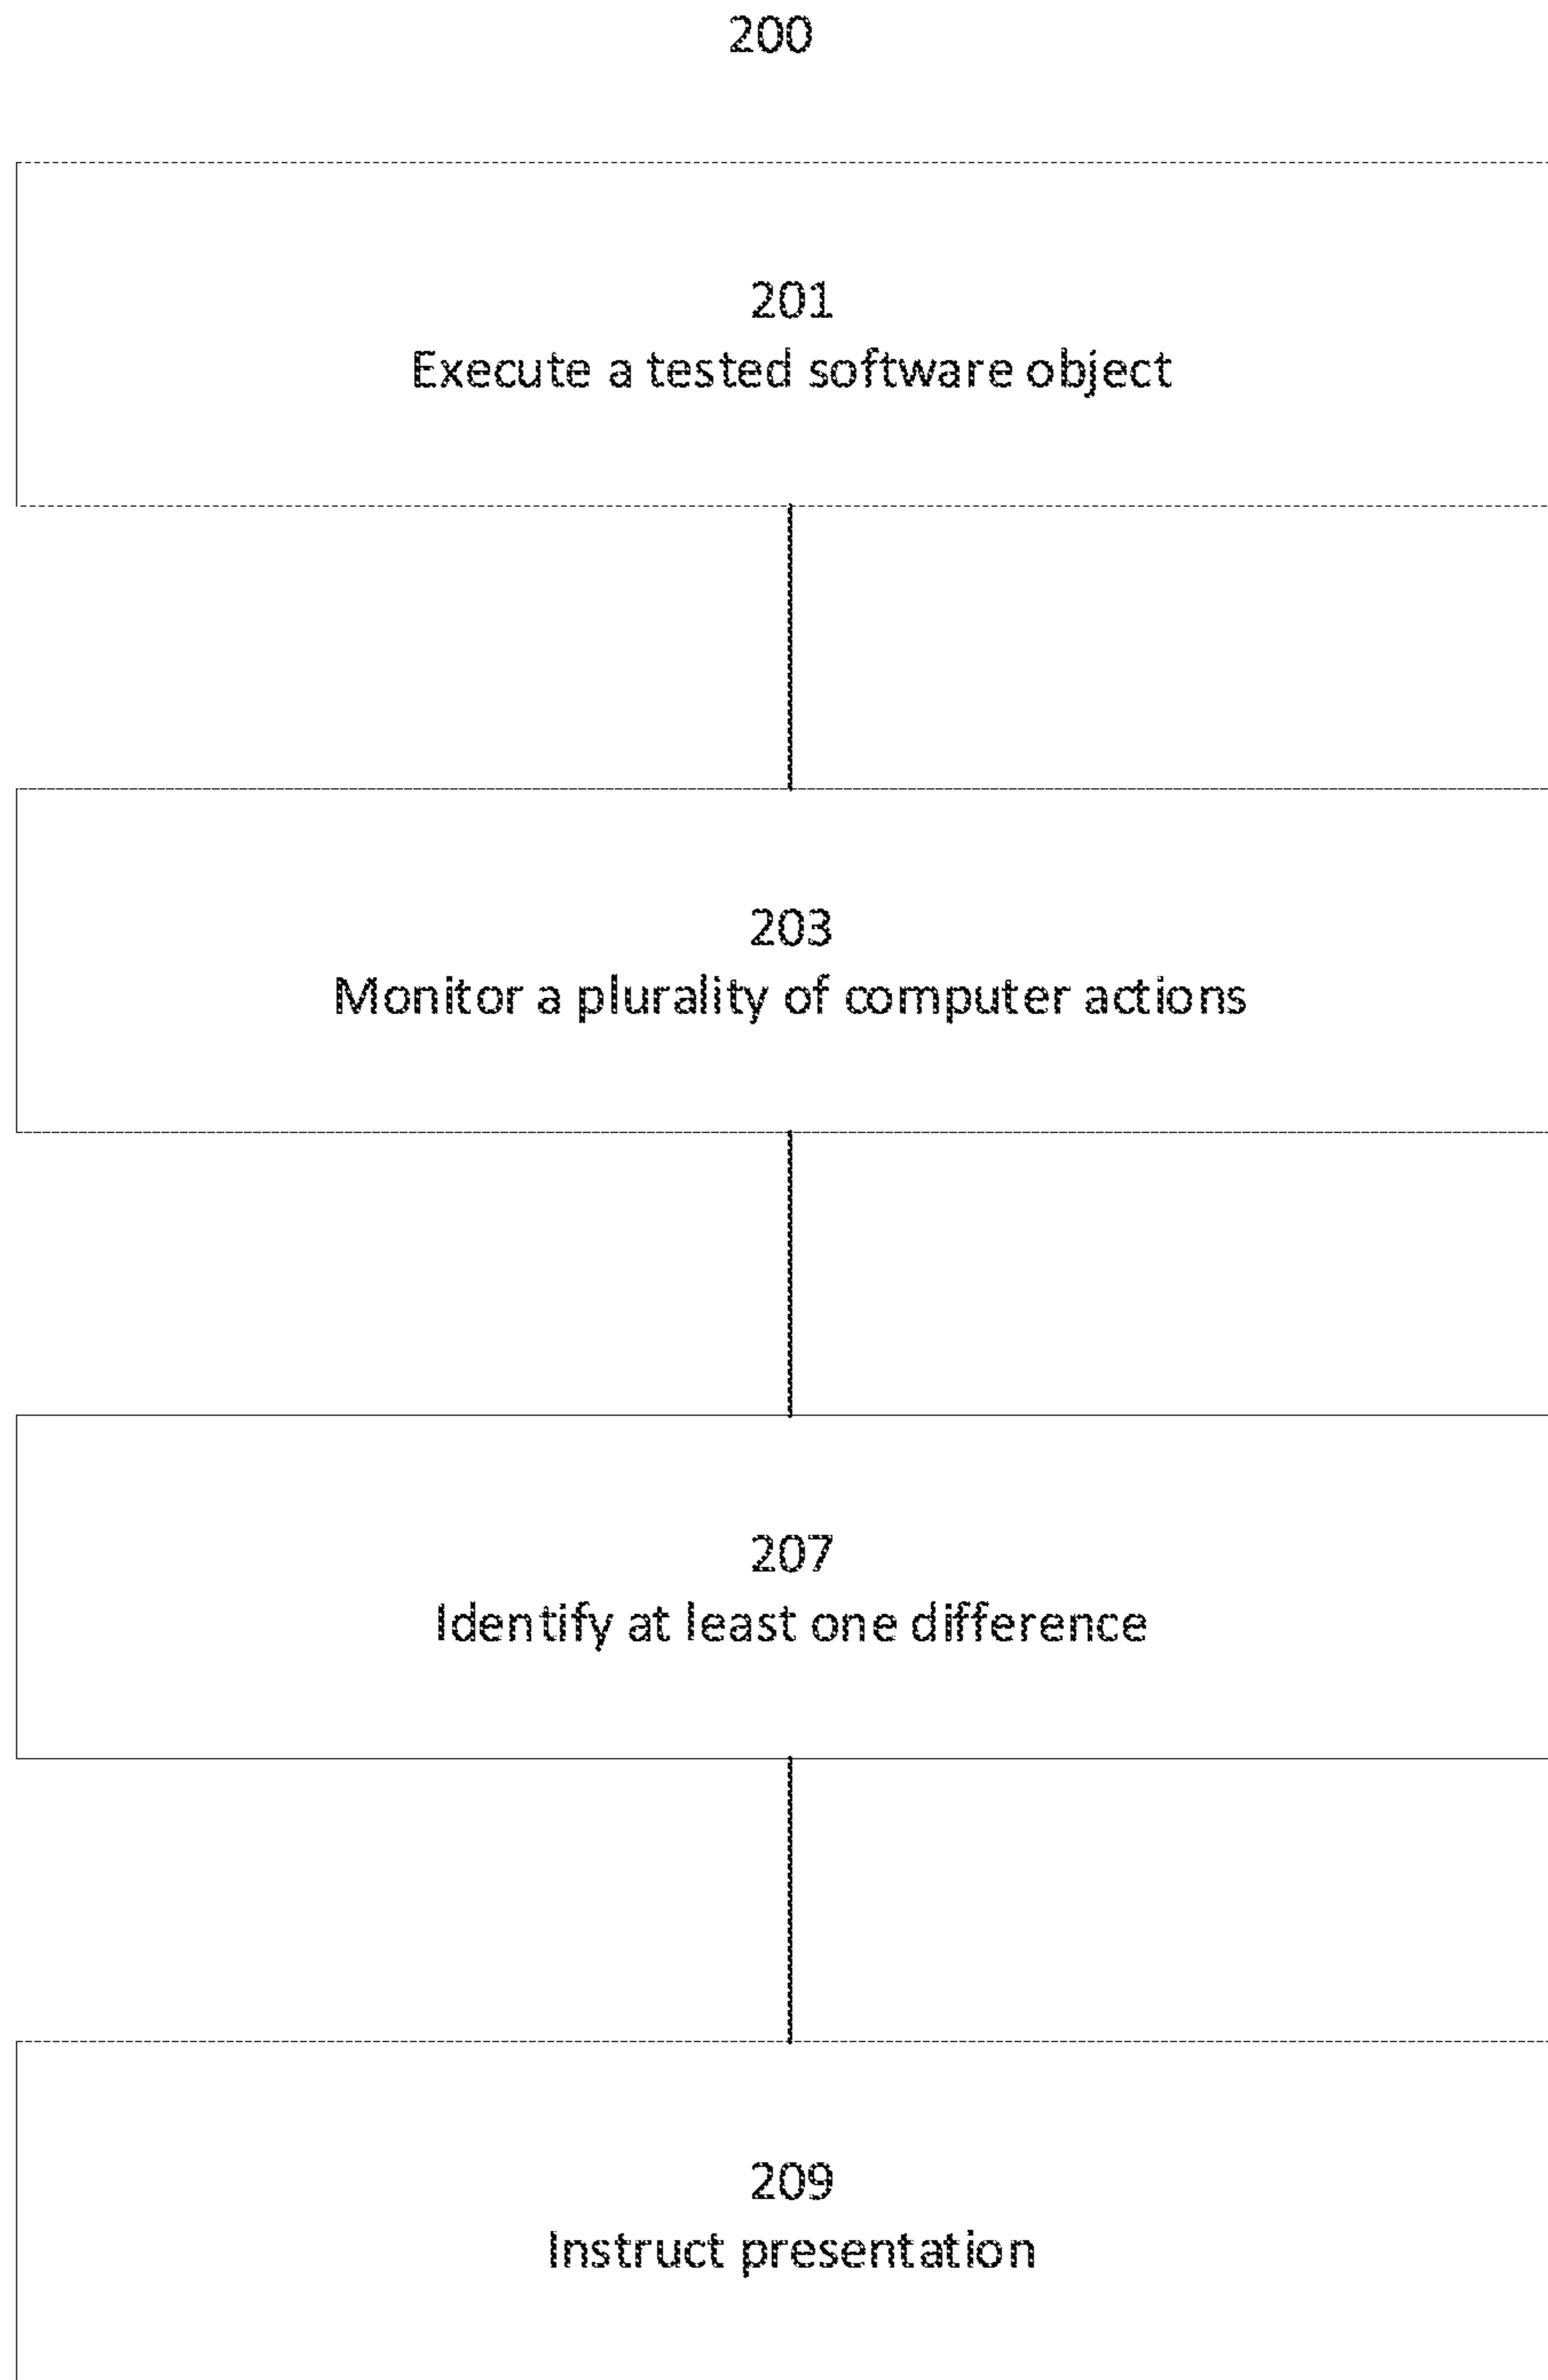 200
201
Execute a tested software object
203
Monitor a plurality of computer actions
207
Identify at least one difference
209
Instruct presentation